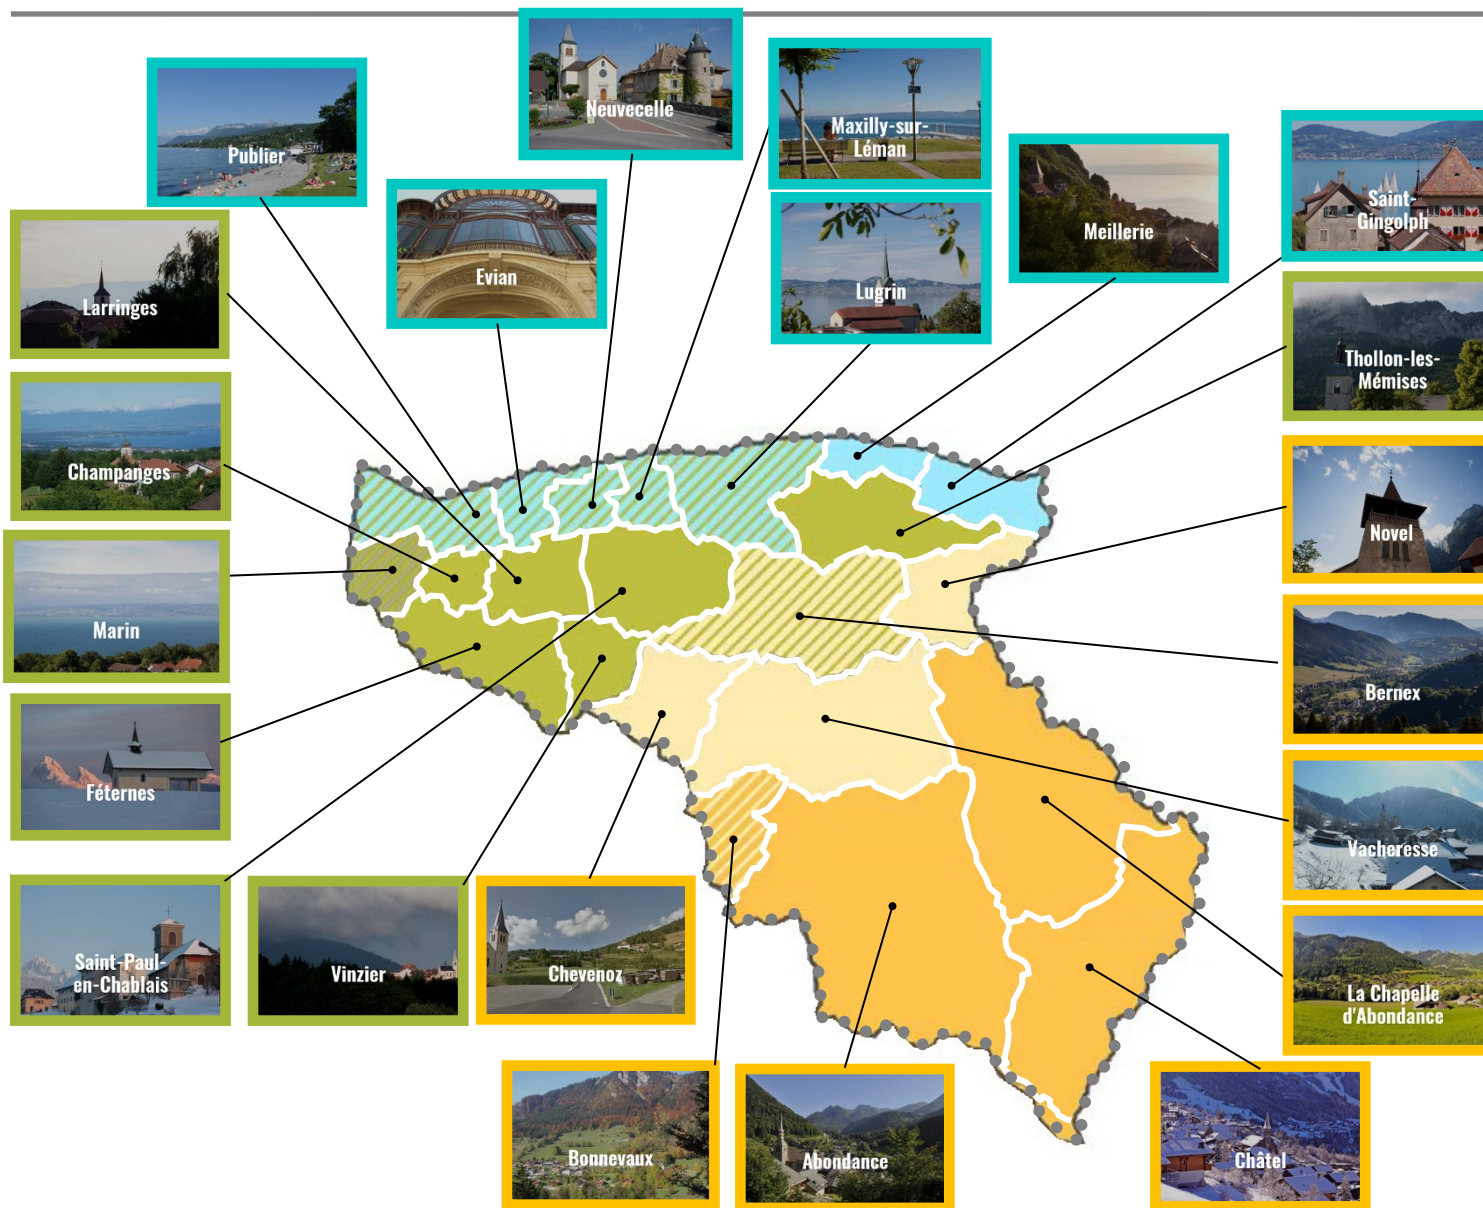 Neuvecelle
Publier
Maxilly-sur-
Léman
Evian
Lugrin
Meillerie
Saint-
Gingolph
Larringes
Thollon-les-
Mémises
Champanges
Novel
Marin
Bernex
Féternes
Vacheresse
Saint-Paul-
en-Chablais
Vinzier
Chevenoz
La Chapelle
d'Abondance
Bonnevaux
Abondance
Châtel